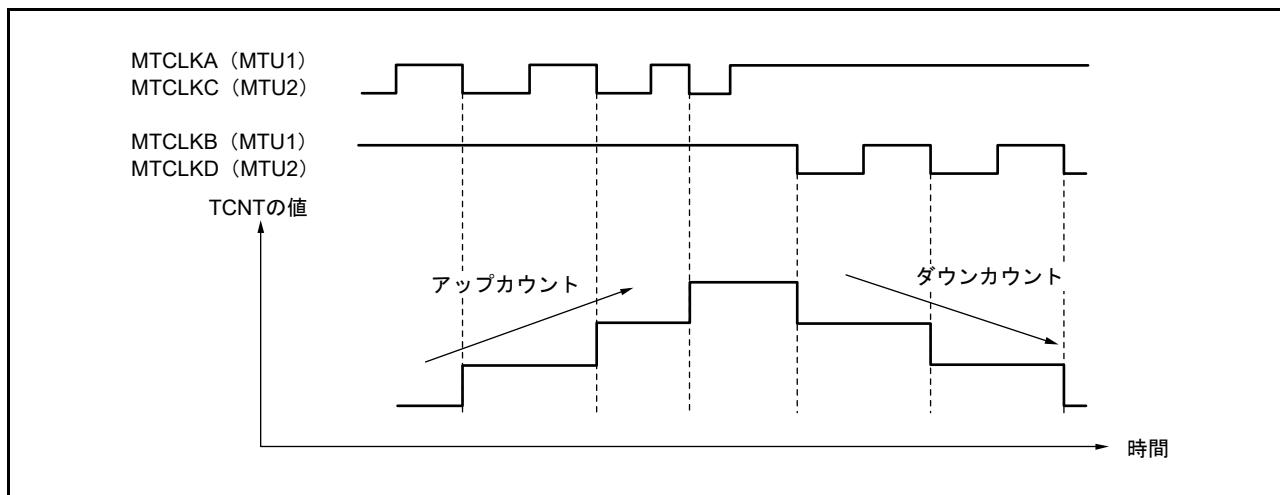 MTCLKA（MTU1）
MTCLKC（MTU2）
MTCLKB（MTU1）
MTCLKD（MTU2）
TCNTの値
アップカウント
ダウンカウント
時間